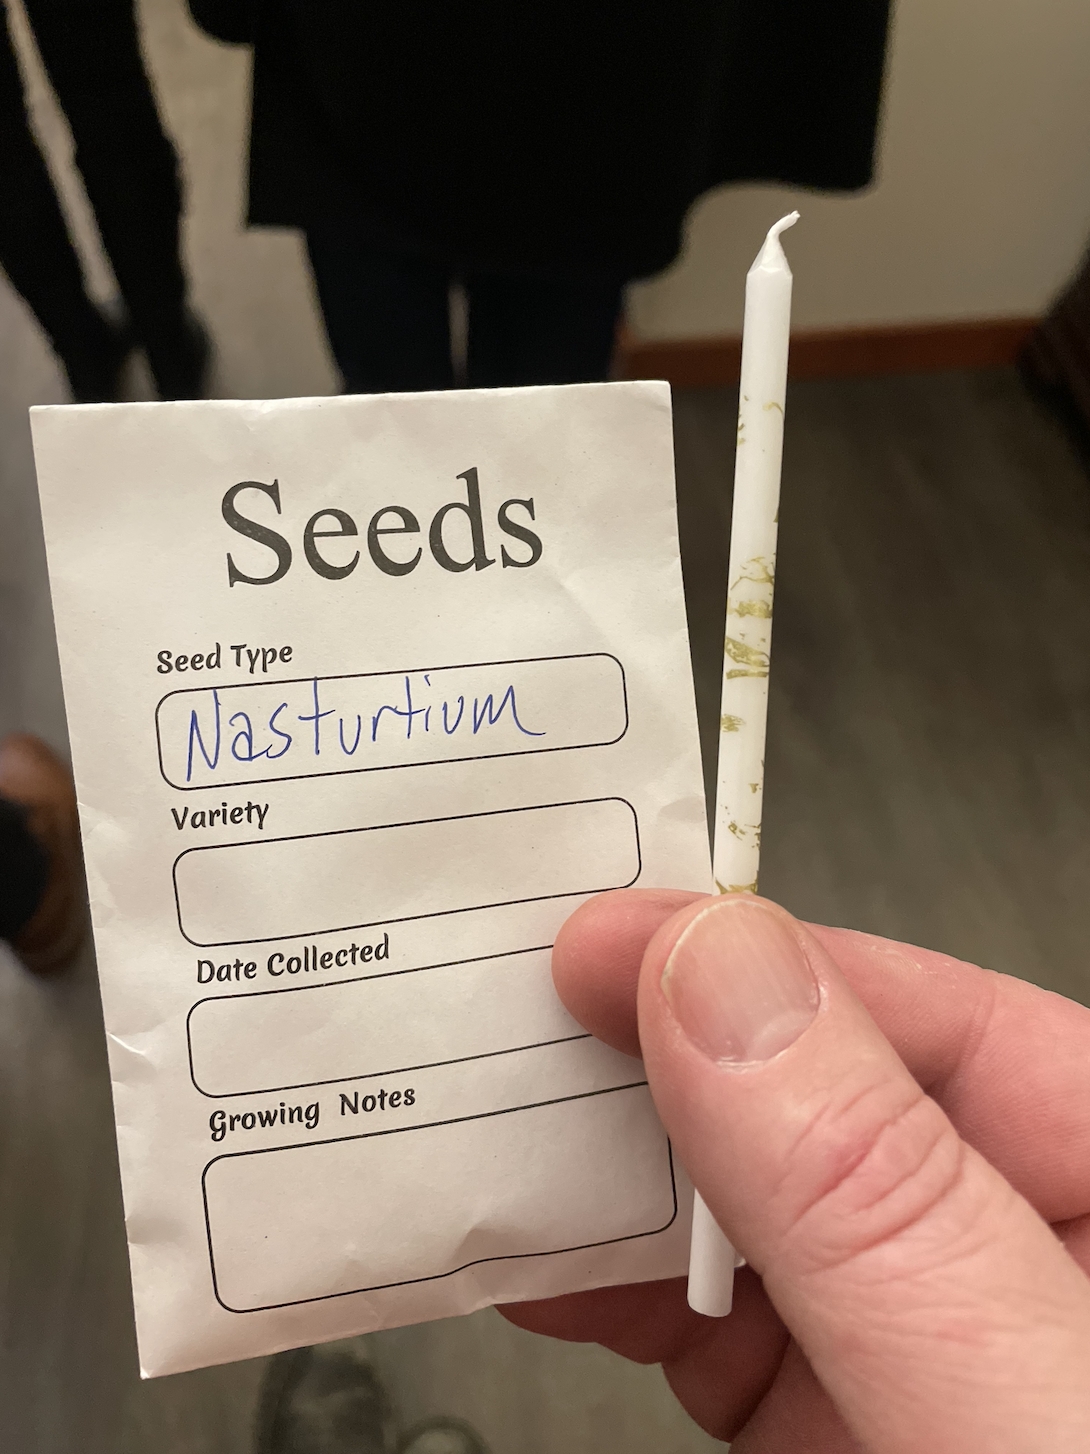 Seeds
Seed Type
Nasturtium
Variety
Date Collected
Growing Notes